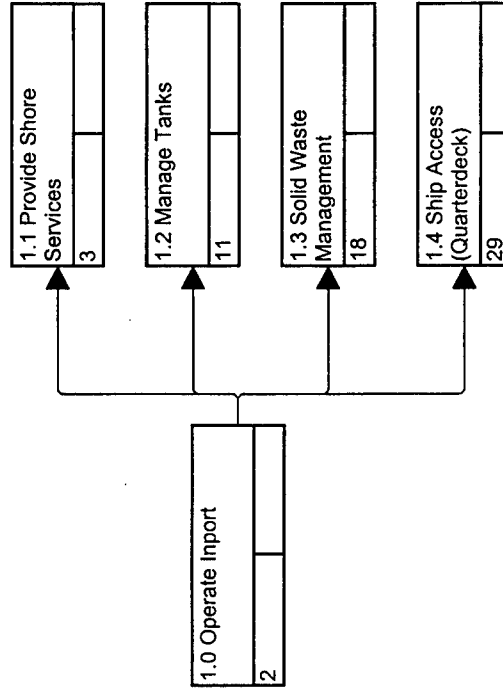 1.0 Operate Inport
2
1.1 Provide Shore
Services
3
1.2 Manage Tanks
11
1.3 Solid Waste
Management
18
1.4 Ship Access
(Quarterdeck)
29